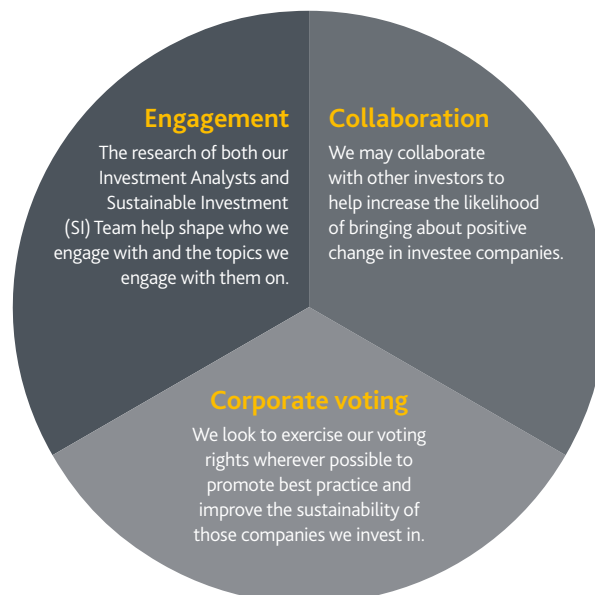 Engagement
The research of both our
Investment Analysts and
Sustainable Investment
(SI) Team help shape who we
engage with and the topics we
engage with them on.
Collaboration
We may collaborate
with other investors to
help increase the likelihood
of bringing about positive
change in investee companies.
Corporate voting
We look to exercise our voting
rights wherever possible to
promote best practice and
improve the sustainability of
those companies we invest in.